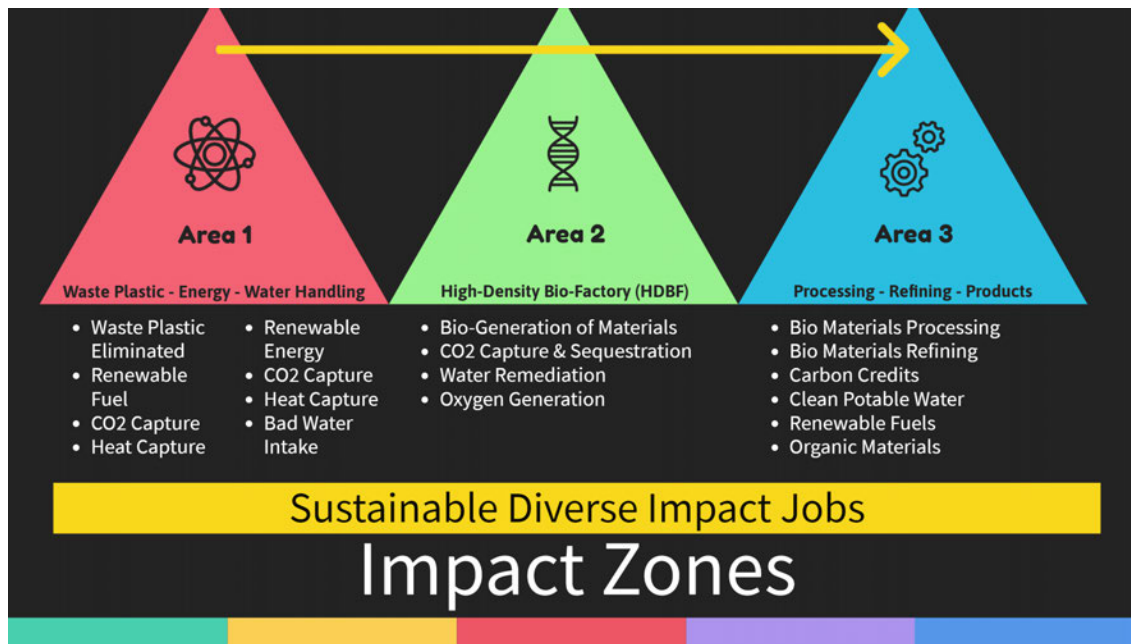 Area 1
Area 2
Area 3
Waste Plastic - Energy - Water Handling
High-Density Bio-Factory (HDBF)
Processing - Refining - Products
• Waste Plastic
Eliminated
• Renewable
Fuel
• CO2 Capture
• Heat Capture
• Renewable
Energy
• CO2 Capture
• Heat Capture
• Bad Water
Intake
• Bio-Generation of Materials
• CO2 Capture & Sequestration
• Water Remediation
• Oxygen Generation
• Bio Materials Processing
• Bio Materials Refining
• Carbon Credits
• Clean Potable Water
• Renewable Fuels
• Organic Materials
Sustainable Diverse Impact Jobs
Impact Zones